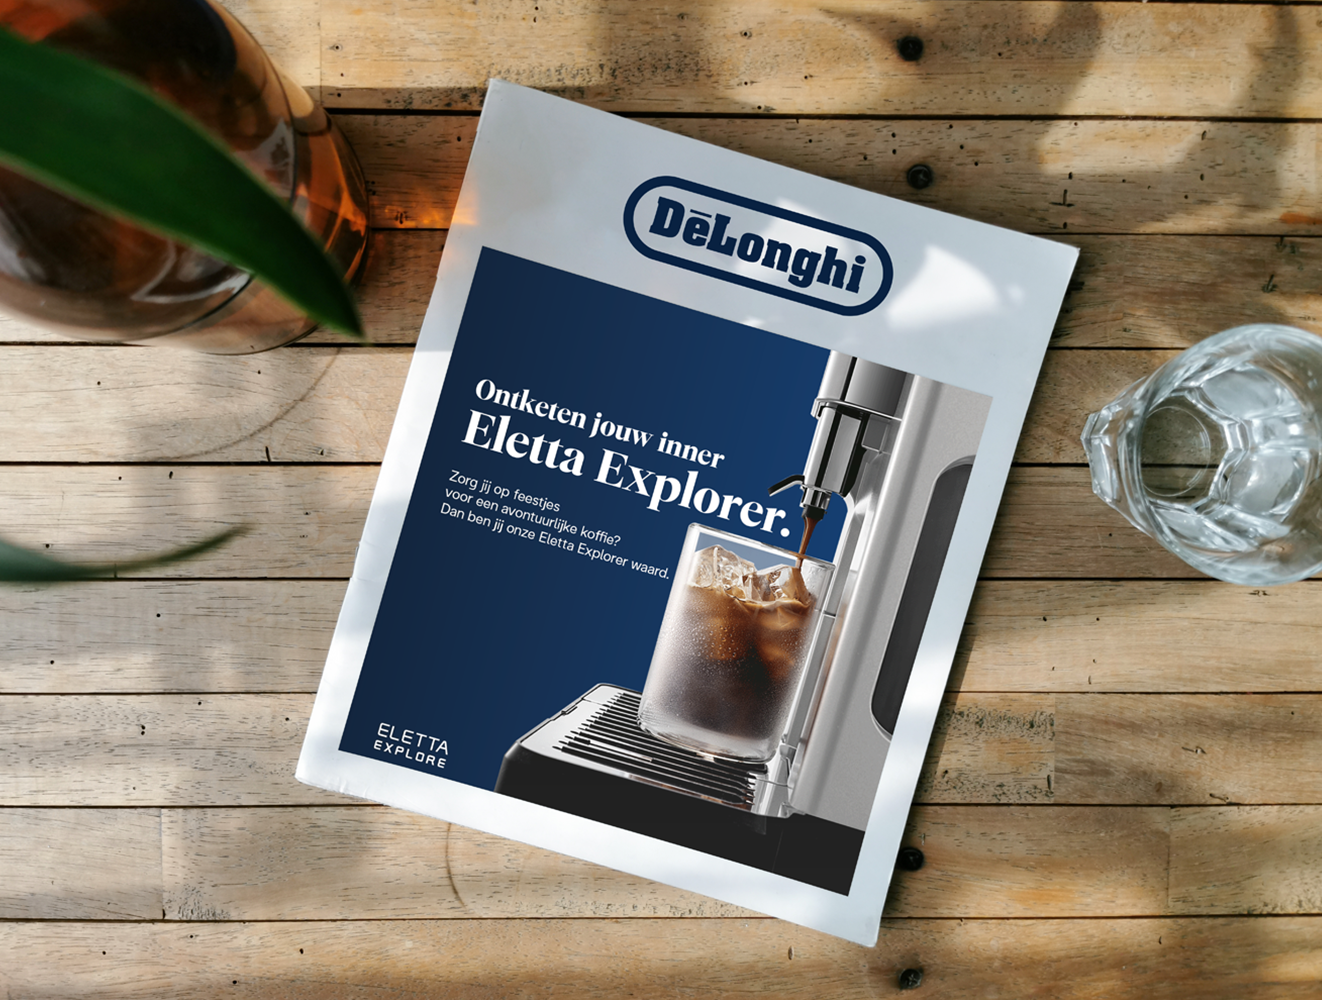 DēLonghi
Ontketen jouw inner
Eletta Explorer.
Zorg jij op feestjes
voor een avontuurlijke koffie?
Dan ben jij onze Eletta Explorer waard.
ELETTA
EXPLORE